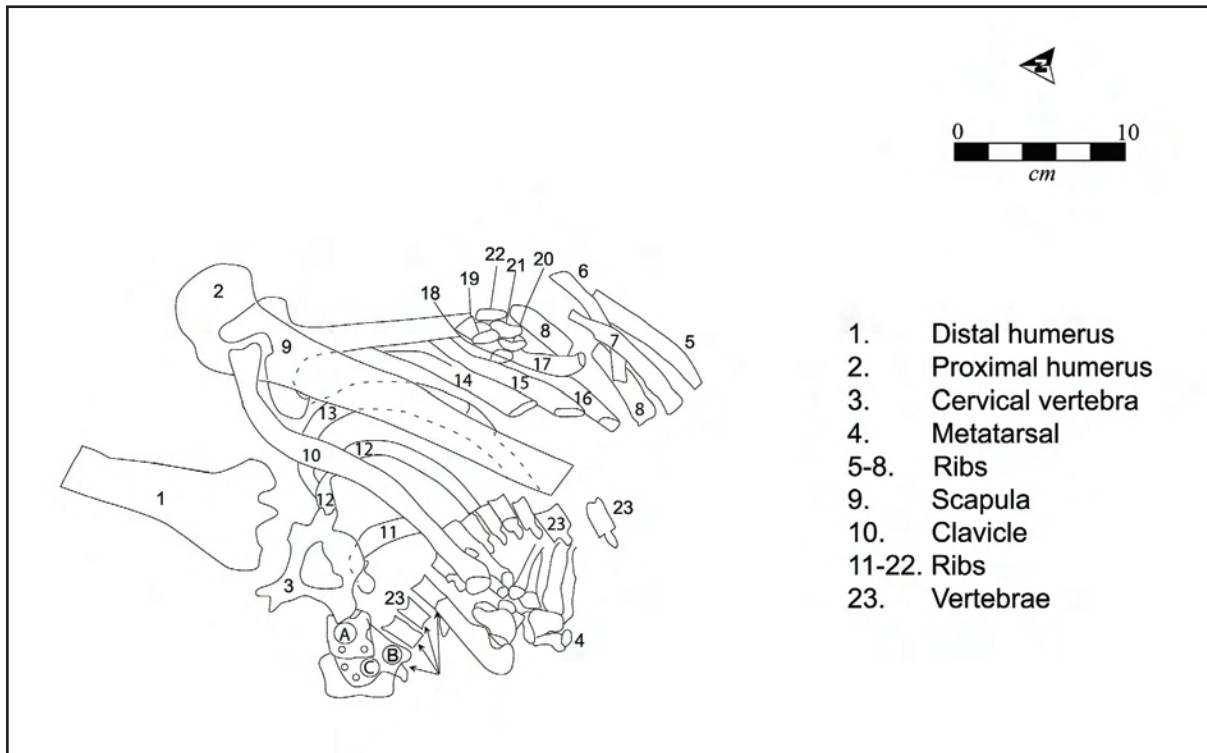 N
0 10
cm
22
21 20
19
18
6
2
8
7
5
9
17
14
15
16
8
13
12
10
1
12
23
23
11
3
23
4
A
B
C
1. Distal humerus
2. Proximal humerus
3. Cervical vertebra
4. Metatarsal
5-8. Ribs
9. Scapula
10. Clavicle
11-22. Ribs
23. Vertebrae